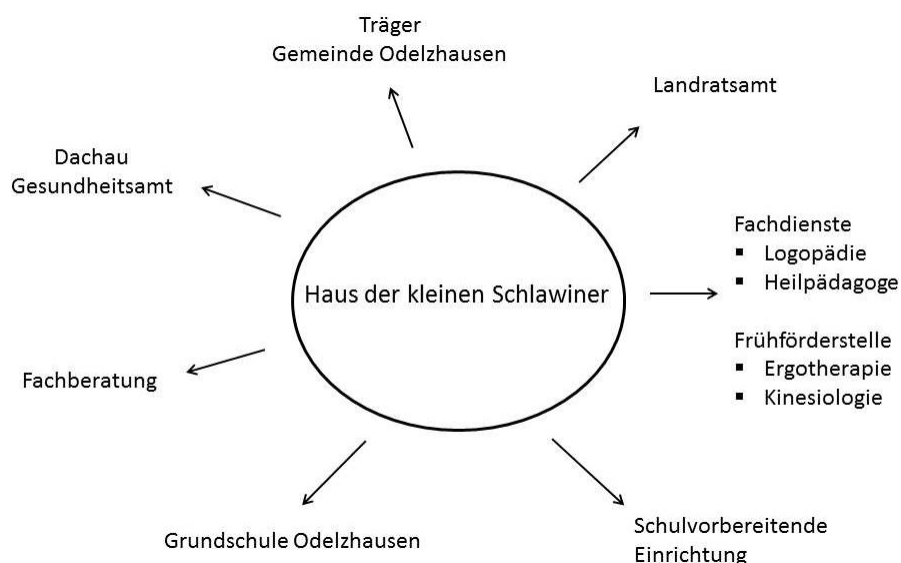 Träger
Gemeinde Odelzhausen
Landratsamt
Dachau
Gesundheitsamt
Fachdienste
▪ Logopädie
▪ Heilpädagoge
Haus der kleinen Schlawiner
Frühförderstelle
▪ Ergotherapie
▪ Kinesiologie
Fachberatung
Grundschule Odelzhausen
Schulvorbereitende
Einrichtung